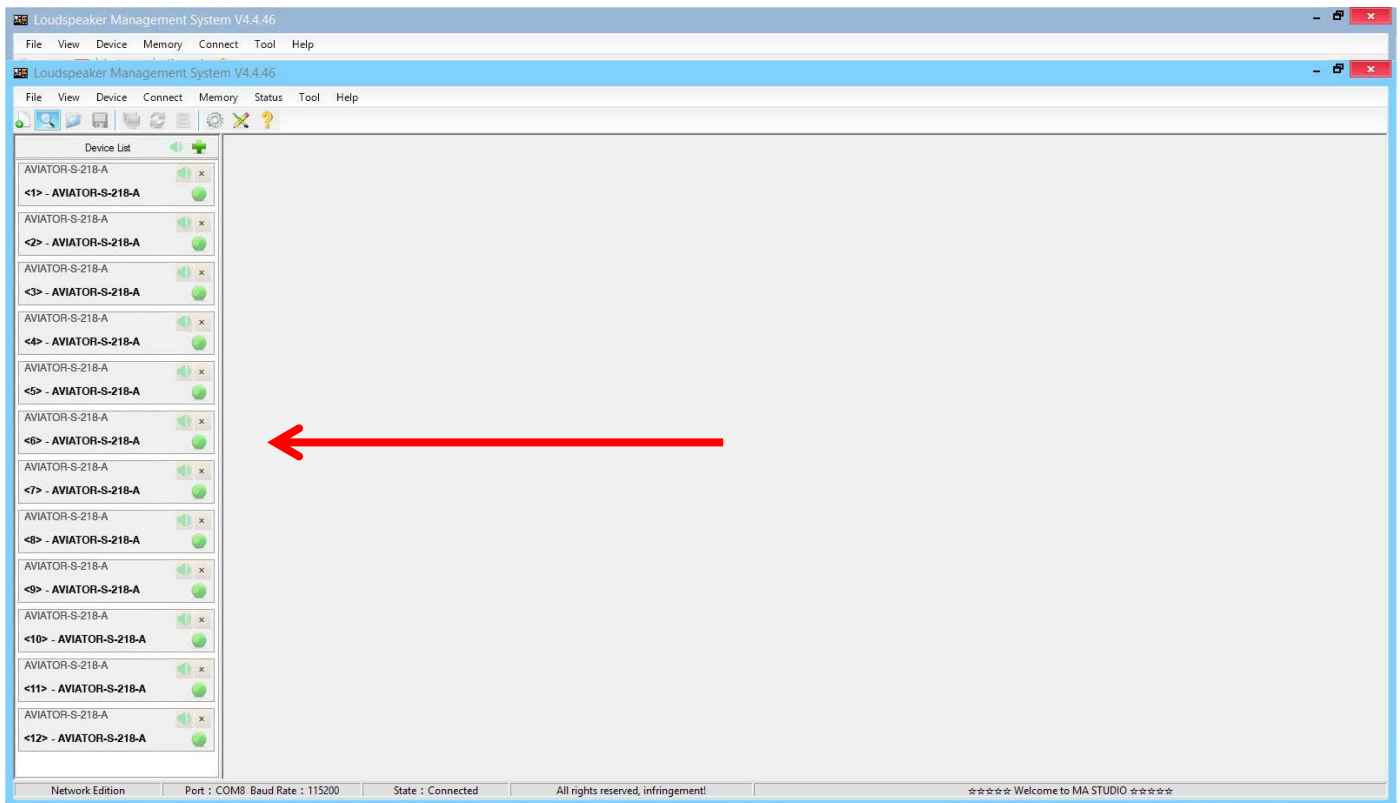 Loudspeaker Management System V4.4.46
File View Device Memory Connect Tool Help
Loudspeaker Management System V4.4.46
File View Device Connect Memory Status Tool Help
Device List
AVIATOR-S-218-A
<1> - AVIATOR-S-218-A
AVIATOR-S-218-A
<2> - AVIATOR-S-218-A
AVIATOR-S-218-A
<3> - AVIATOR-S-218-A
AVIATOR-S-218-A
<4> - AVIATOR-S-218-A
AVIATOR-S-218-A
<5> - AVIATOR-S-218-A
AVIATOR-S-218-A
<6> - AVIATOR-S-218-A
AVIATOR-S-218-A
<7> - AVIATOR-S-218-A
AVIATOR-S-218-A
<8> - AVIATOR-S-218-A
AVIATOR-S-218-A
<9> - AVIATOR-S-218-A
AVIATOR-S-218-A
<10> - AVIATOR-S-218-A
AVIATOR-S-218-A
<11> - AVIATOR-S-218-A
AVIATOR-S-218-A
<12> - AVIATOR-S-218-A
Network Edition Port : COM8 Baud Rate : 115200 State : Connected All rights reserved, infringement! ☆☆☆☆☆ Welcome to MA STUDIO ☆☆☆☆☆